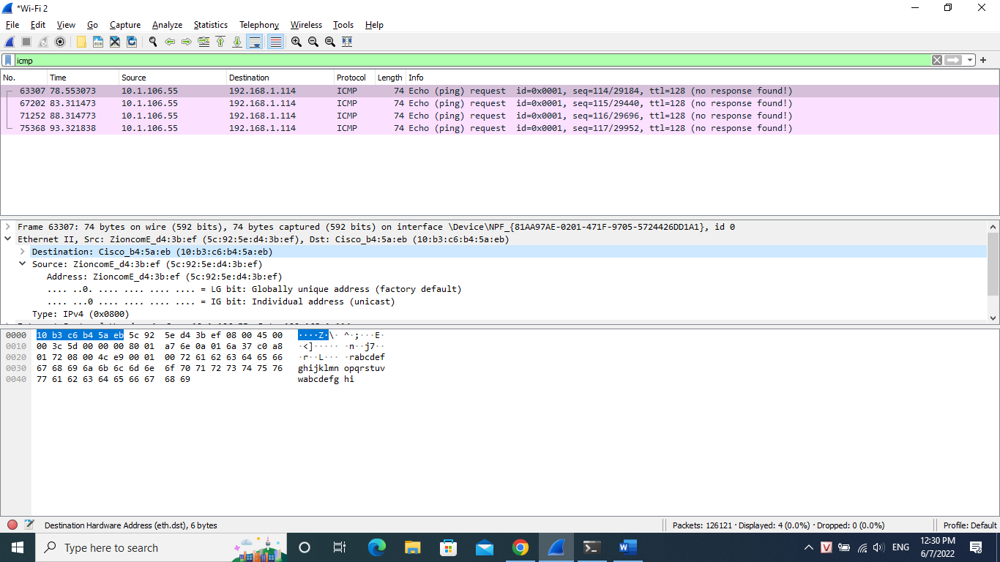 *Wi-Fi 2
File Edit View Go Capture Analyze Statistics Telephony Wireless Tools Help
icmp
No. Time Source Destination Protocol Length Info
63307 78.553073 10.1.106.55 192.168.1.114 ICMP 74 Echo (ping) request id=0x0001, seq=114/29184, ttl=128 (no response found!)
67202 83.311473 10.1.106.55 192.168.1.114 ICMP 74 Echo (ping) request id=0x0001, seq=115/29440, ttl=128 (no response found!)
71252 88.314773 10.1.106.55 192.168.1.114 ICMP 74 Echo (ping) request id=0x0001, seq=116/29696, ttl=128 (no response found!)
75368 93.321838 10.1.106.55 192.168.1.114 ICMP 74 Echo (ping) request id=0x0001, seq=117/29952, ttl=128 (no response found!)
Frame 63307: 74 bytes on wire (592 bits), 74 bytes captured (592 bits) on interface \Device\NPF_{81AA97AE-0201-471F-9705-5724426DD1A1}, id 0
Ethernet II, Src: ZioncomE_d4:3b:ef (5c:92:5e:d4:3b:ef), Dst: Cisco_b4:5a:eb (10:b3:c6:b4:5a:eb)
Destination: Cisco_b4:5a:eb (10:b3:c6:b4:5a:eb)
Source: ZioncomE_d4:3b:ef (5c:92:5e:d4:3b:ef)
Address: ZioncomE_d4:3b:ef (5c:92:5e:d4:3b:ef)
.... ..0. .... .... .... .... = LG bit: Globally unique address (factory default)
.... ...0 .... .... .... .... = IG bit: Individual address (unicast)
Type: IPv4 (0x0800)
0000 10 b3 c6 b4 5a eb 5c 92 5e d4 3b ef 08 00 45 00 ····Z·\· ^·;···E·
0010 00 3c 5d 00 00 00 80 01 a7 6e 0a 01 6a 37 c0 a8 ·<]····· ·n··j7··
0020 01 72 08 00 4c e9 00 01 00 72 61 62 63 64 65 66 ·r··L··· ·rabcdef
0030 67 68 69 6a 6b 6c 6d 6e 6f 70 71 72 73 74 75 76 ghijklmn opqrstuv
0040 77 61 62 63 64 65 66 67 68 69 wabcdefg hi
Destination Hardware Address (eth.dst), 6 bytes Packets: 126121 · Displayed: 4 (0.0%) · Dropped: 0 (0.0%) Profile: Default
Type here to search
V
ENG
12:30 PM
6/7/2022